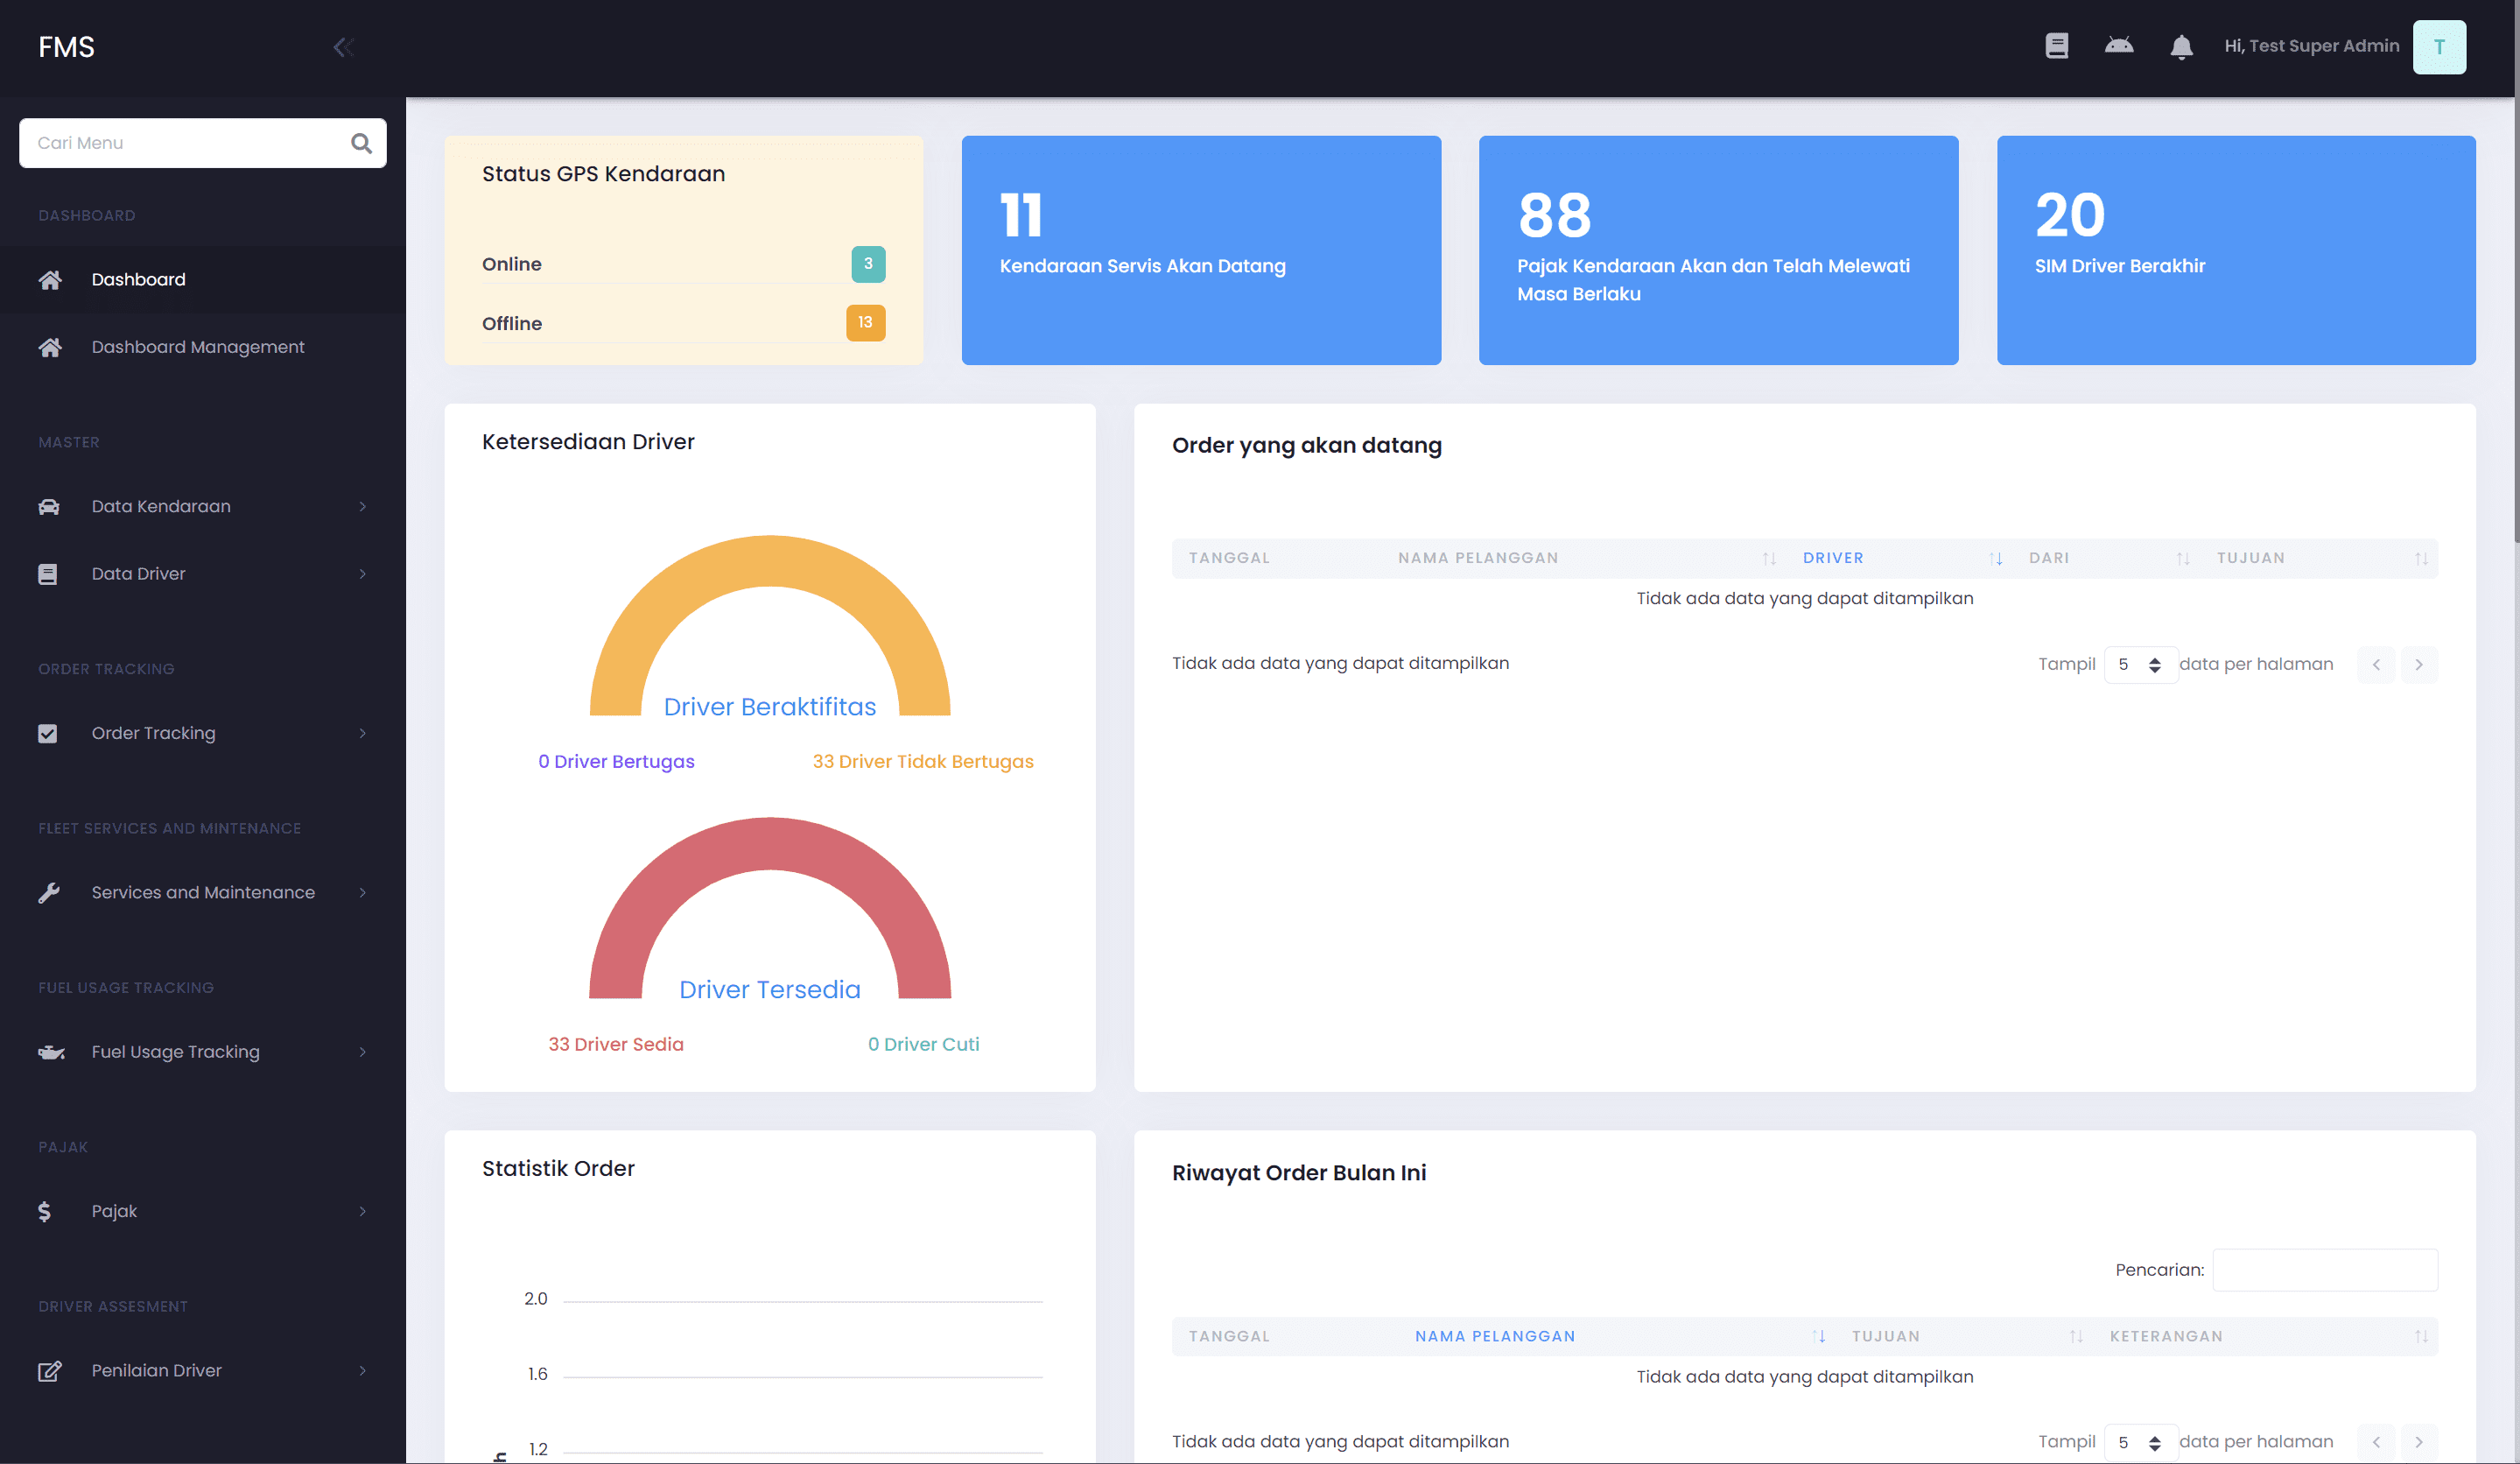 FMS
Hi, Test Super Admin
T
Cari Menu
DASHBOARD
Dashboard
Dashboard Management
MASTER
Data Kendaraan
Data Driver
ORDER TRACKING
Order Tracking
FLEET SERVICES AND MINTENANCE
Services and Maintenance
FUEL USAGE TRACKING
Fuel Usage Tracking
PAJAK
Pajak
DRIVER ASSESMENT
Penilaian Driver
Status GPS Kendaraan
Online 3
Offline 13
11
Kendaraan Servis Akan Datang
88
Pajak Kendaraan Akan dan Telah Melewati
Masa Berlaku
20
SIM Driver Berakhir
Ketersediaan Driver
Driver Beraktifitas
0 Driver Bertugas 33 Driver Tidak Bertugas
Driver Tersedia
33 Driver Sedia 0 Driver Cuti
Order yang akan datang
TANGGAL NAMA PELANGGAN DRIVER DARI TUJUAN
Tidak ada data yang dapat ditampilkan
Tidak ada data yang dapat ditampilkan Tampil 5 data per halaman
Statistik Order
2.0
1.6
1.2
h
Riwayat Order Bulan Ini
Pencarian:
TANGGAL NAMA PELANGGAN TUJUAN KETERANGAN
Tidak ada data yang dapat ditampilkan
Tidak ada data yang dapat ditampilkan Tampil 5 data per halaman